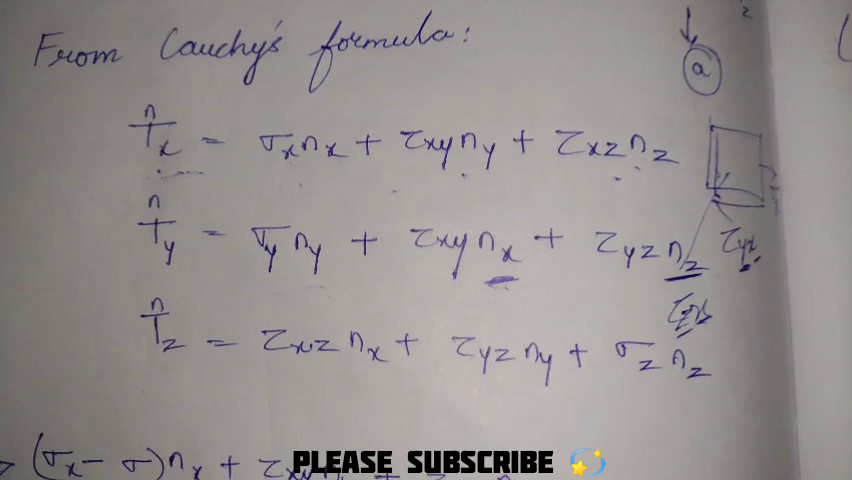 From Cauchy's formula:
a
n
Tx = σx nx + τxy ny + τxz nz
n
Ty = σy ny + τxy nx + τyz nz
τyx
n
Tz = τxz nx + τyz ny + σz nz
(σx - σ) nx +
PLEASE SUBSCRIBE 💫